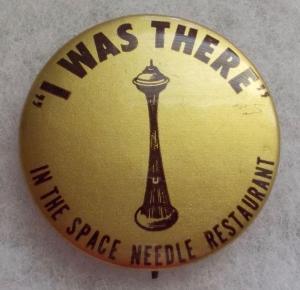 "I WAS THERE"
IN THE SPACE NEEDLE RESTAURANT